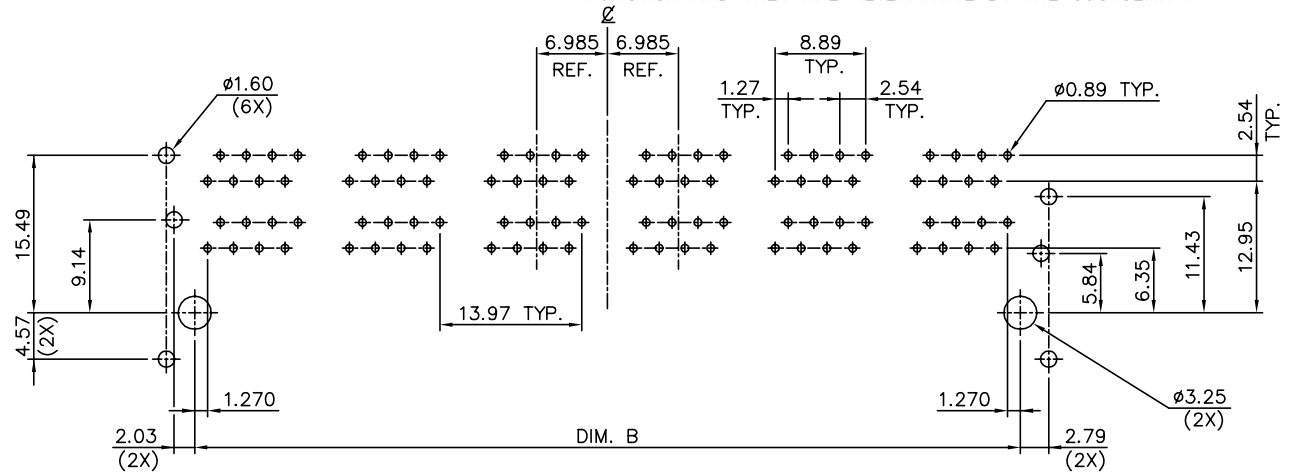 ⅊
6.985 6.985 8.89
REF. REF. TYP.
ø1.60
(6X)
1.27 2.54
TYP. TYP.
ø0.89 TYP.
2.54
TYP.
15.49
9.14
4.57
(2X)
13.97 TYP.
5.84
6.35
11.43
12.95
1.270 1.270
ø3.25
(2X)
2.03 DIM. B 2.79
(2X) (2X)